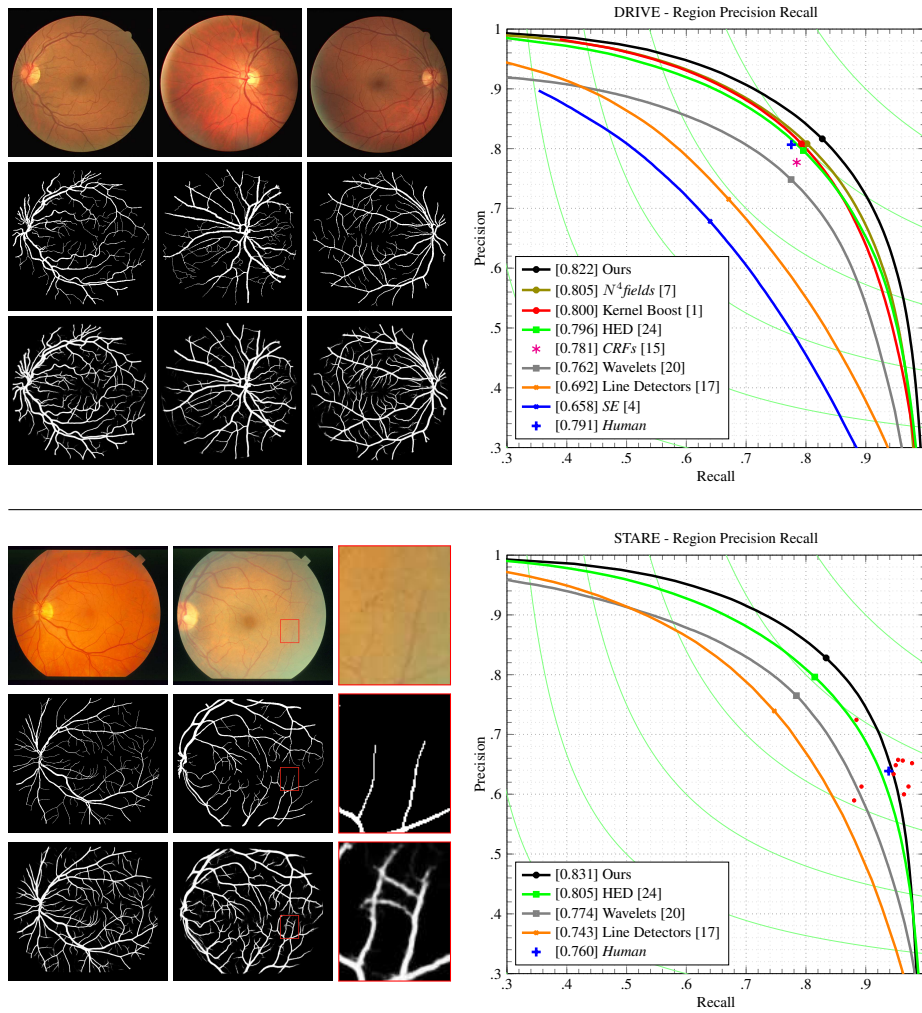 DRIVE - Region Precision Recall
1
.9
.8
.7
.6
.5
.4
.3
Precision
[0.822] Ours
[0.805] N⁴fields [7]
[0.800] Kernel Boost [1]
[0.796] HED [24]
[0.781] CRFs [15]
[0.762] Wavelets [20]
[0.692] Line Detectors [17]
[0.658] SE [4]
[0.791] Human
.3 .4 .5 .6 .7 .8 .9
Recall
STARE - Region Precision Recall
1
.9
.8
.7
.6
.5
.4
.3
Precision
[0.831] Ours
[0.805] HED [24]
[0.774] Wavelets [20]
[0.743] Line Detectors [17]
[0.760] Human
.3 .4 .5 .6 .7 .8 .9
Recall